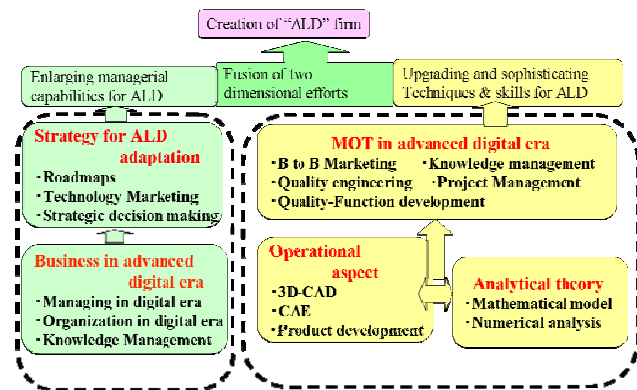 Creation of “ALD” firm
Enlarging managerial
capabilities for ALD
Fusion of two
dimensional efforts
Upgrading and sophisticating
Techniques & skills for ALD
Strategy for ALD
adaptation
・Roadmaps
・Technology Marketing
・Strategic decision making
Business in advanced
digital era
・Managing in digital era
・Organization in digital era
・Knowledge Management
MOT in advanced digital era
・B to B Marketing ・Knowledge management
・Quality engineering ・Project Management
・Quality-Function development
Operational
aspect
・3D-CAD
・CAE
・Product development
Analytical theory
・Mathematical model
・Numerical analysis